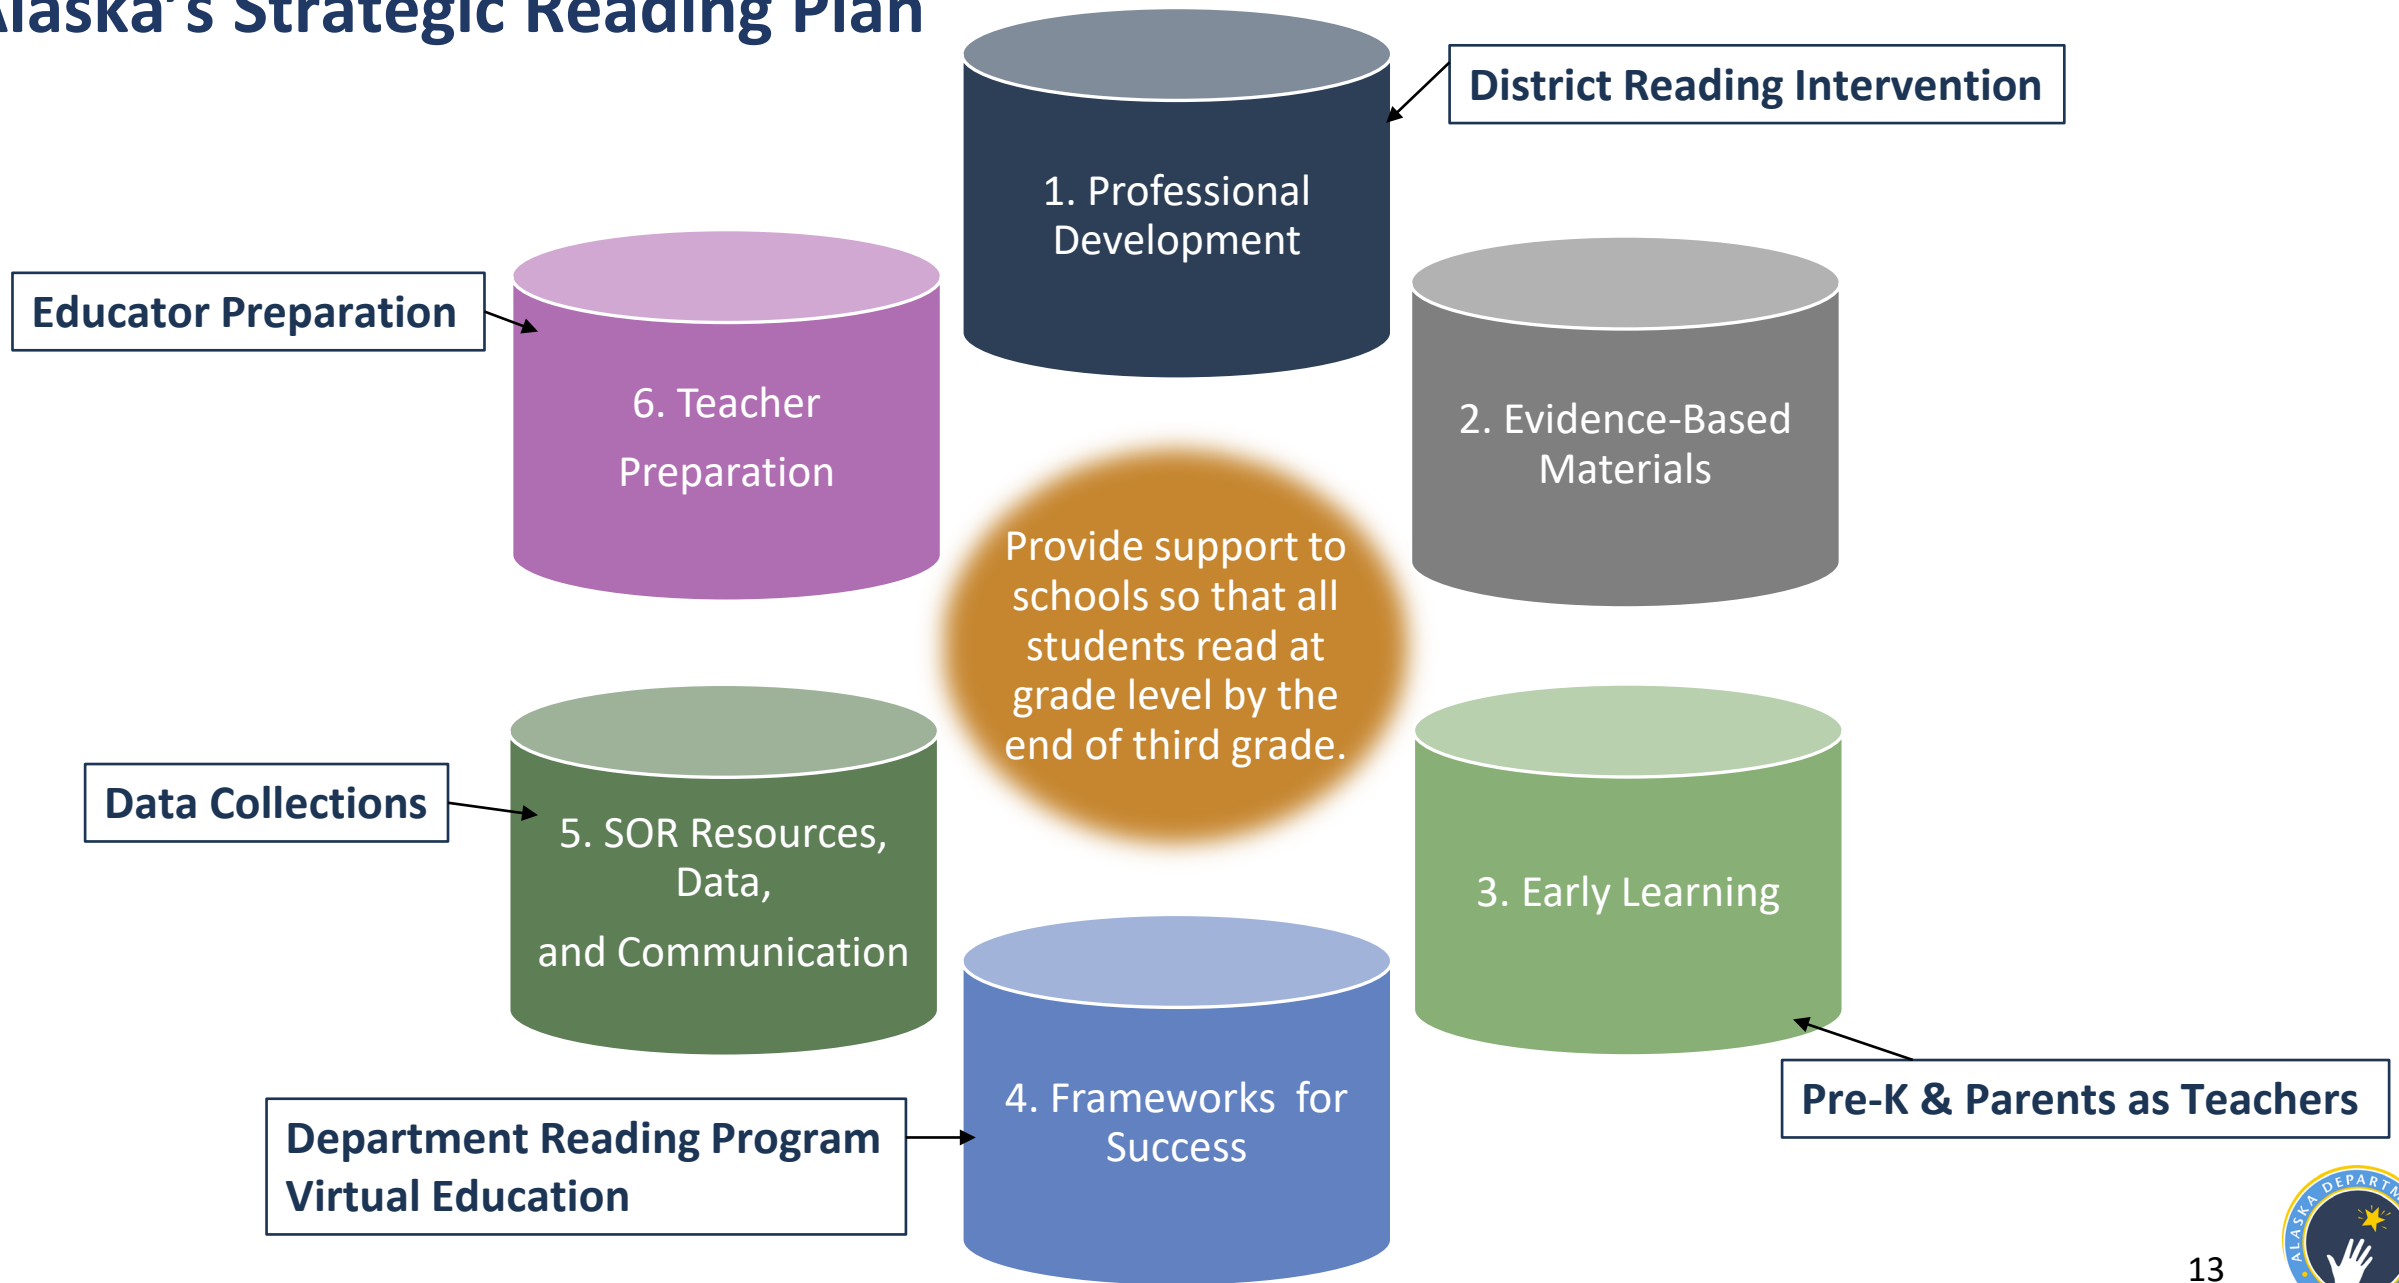 Alaska's Strategic Reading Plan
District Reading Intervention
1. Professional
Development
Educator Preparation
6. Teacher
Preparation
2. Evidence-Based
Materials
Provide support to
schools so that all
students read at
grade level by the
end of third grade.
Data Collections
5. SOR Resources,
Data,
and Communication
3. Early Learning
4. Frameworks for
Success
Pre-K & Parents as Teachers
Department Reading Program
Virtual Education
ALASKA
13